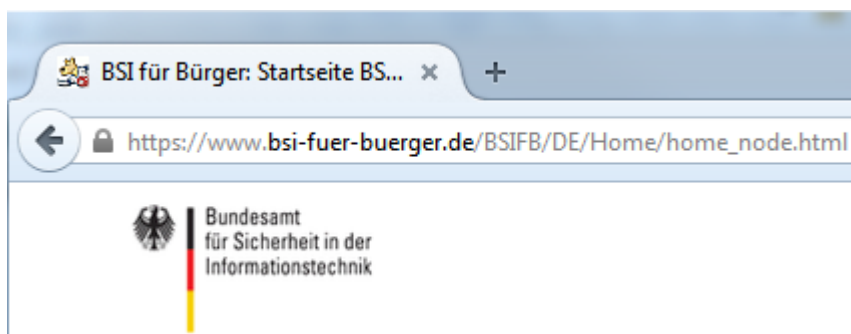 BSI für Bürger: Startseite BS...
https://www.bsi-fuer-buerger.de/BSIFB/DE/Home/home_node.html
Bundesamt
für Sicherheit in der
Informationstechnik